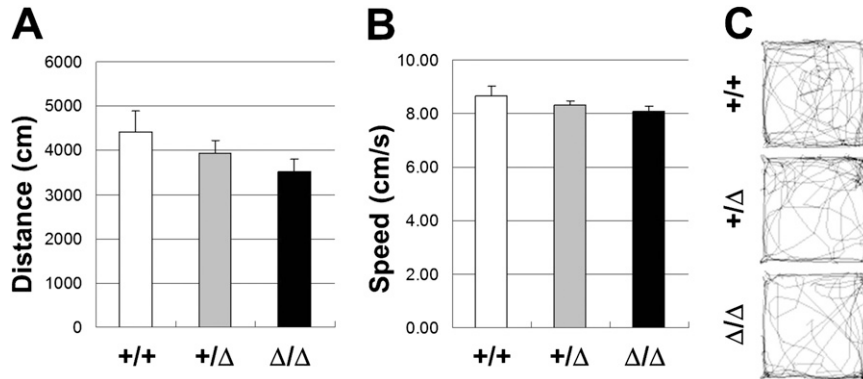 A
Distance (cm)
6000
5000
4000
3000
2000
1000
0
+/+
+/Δ
Δ/Δ
B
Speed (cm/s)
10.00
8.00
6.00
4.00
2.00
0.00
+/+
+/Δ
Δ/Δ
C
+/+
+/Δ
Δ/Δ